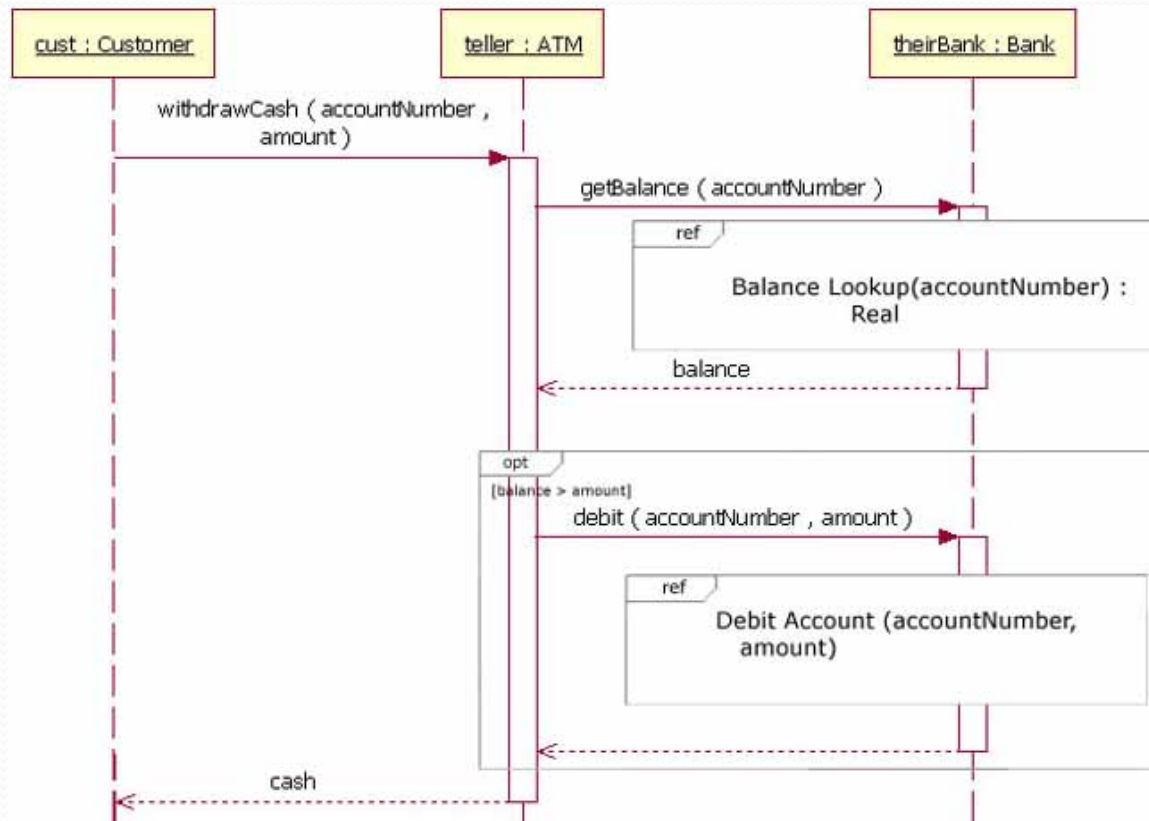 cust : Customer
teller : ATM
theirBank : Bank
withdrawCash ( accountNumber ,
amount )
getBalance ( accountNumber )
ref
Balance Lookup(accountNumber) :
Real
balance
opt
[balance > amount]
debit ( accountNumber , amount )
ref
Debit Account (accountNumber,
amount)
cash